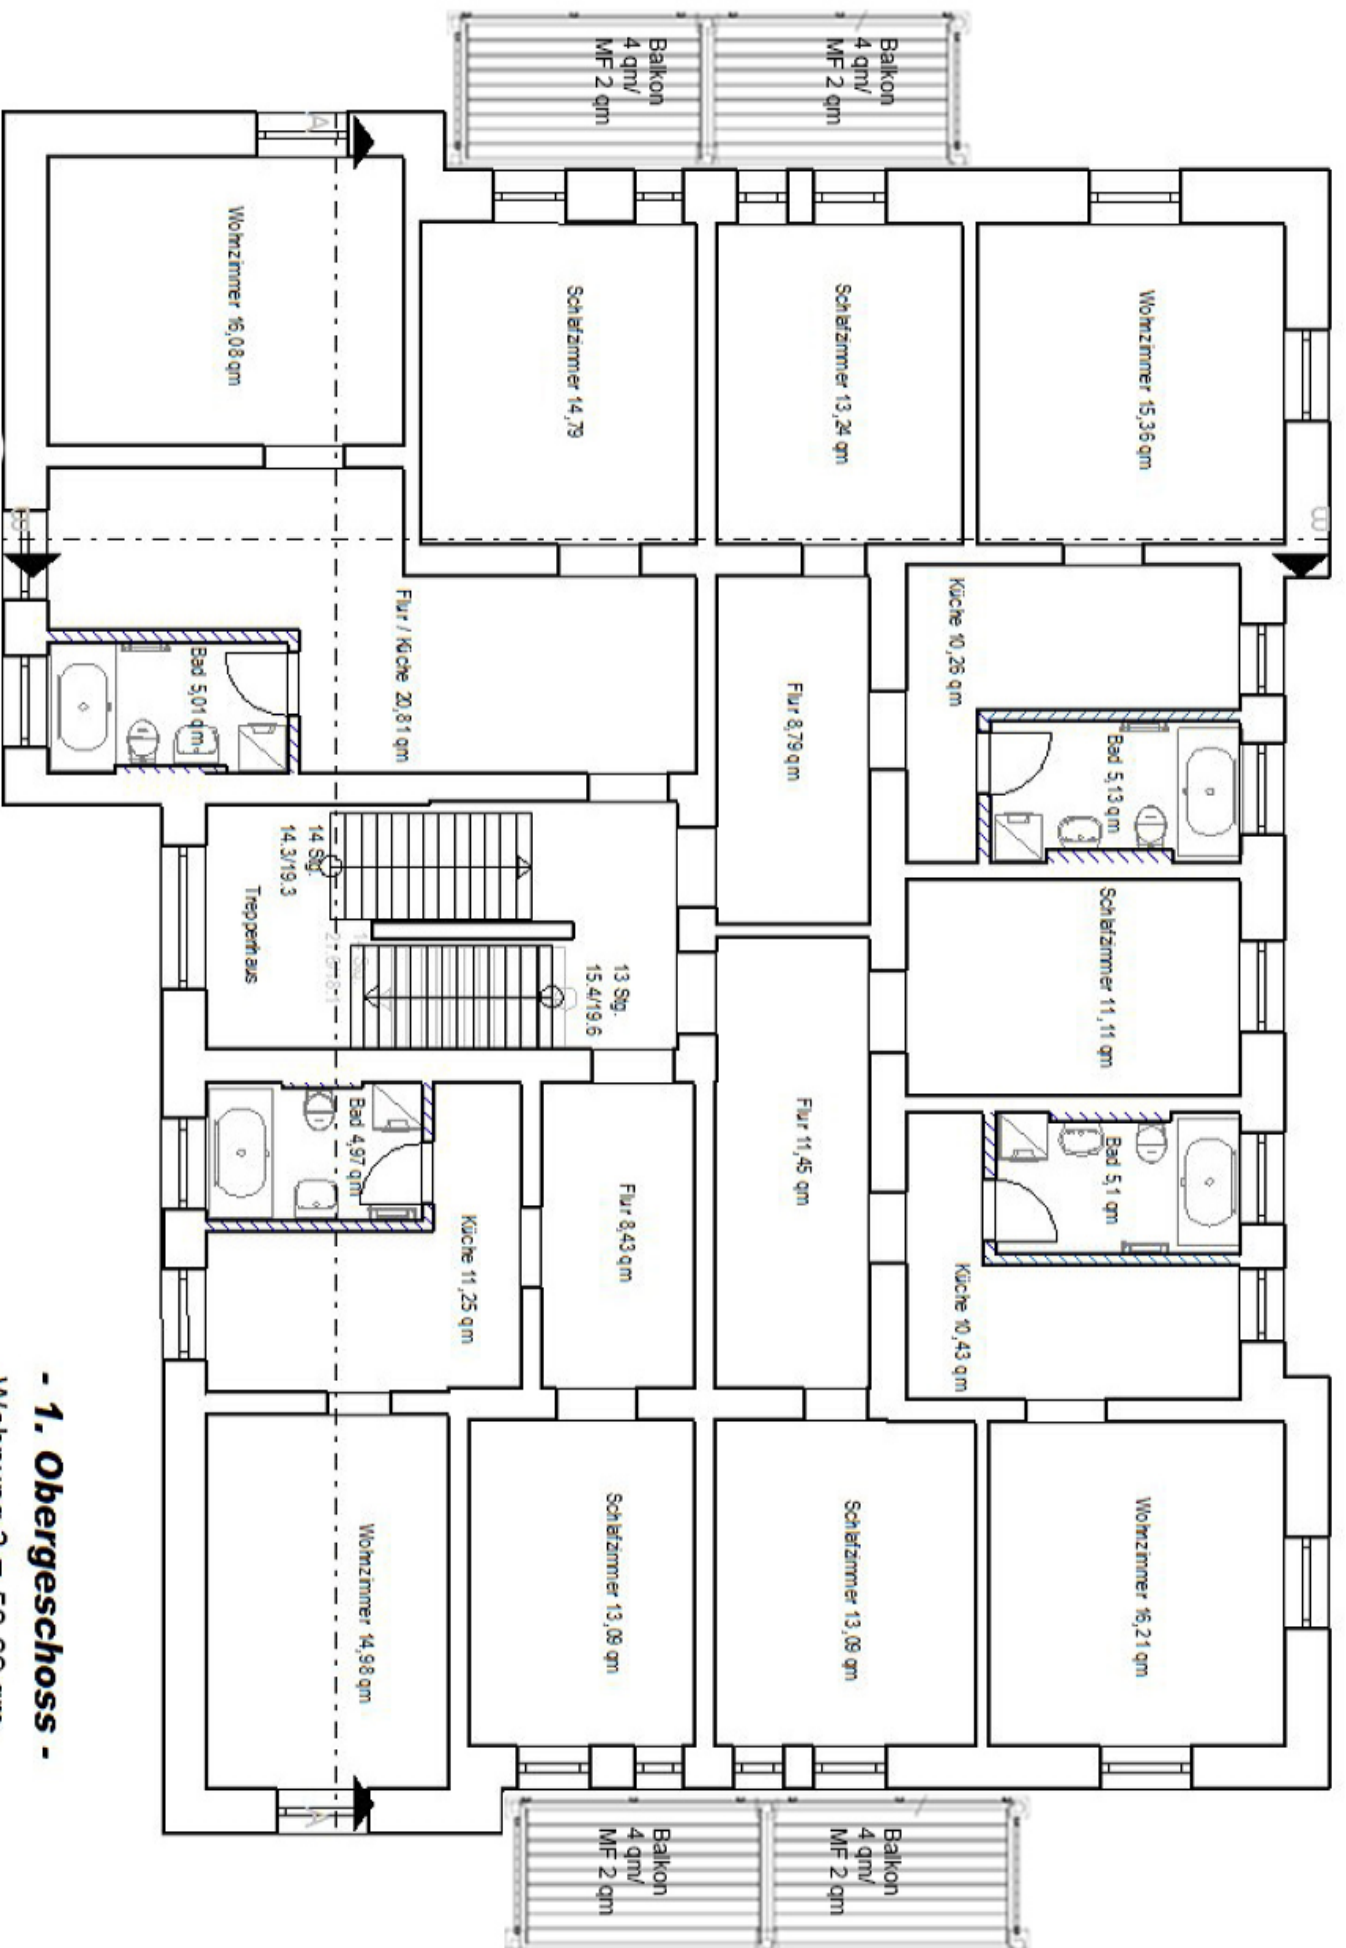 B
Wohnzimmer 15,36 qm
Bad 5,13 qm
Schlafzimmer 11,11 qm
Bad 5,1 qm
Wohnzimmer 16,21 qm
Küche 10,26 qm
Küche 10,43 qm
Balkon
4 qm/
MF 2 qm
Schlafzimmer 13,24 qm
Flur 8,79 qm
Flur 11,45 qm
Schlafzimmer 13,09 qm
Balkon
4 qm/
MF 2 qm
Balkon
4 qm/
MF 2 qm
Schlafzimmer 14,79
13 Stg.
15.4/19.6
Flur 8,43 qm
Schlafzimmer 13,09 qm
Balkon
4 qm/
MF 2 qm
Flur / Küche 20,81 qm
Küche 11,25 qm
A
14 Stg.
14.3/19.3
Bad 4,97 qm
Wohnzimmer 14,98 qm
A
Wohnzimmer 16,08 qm
Bad 5,01 qm
Treppenhaus
B
- 1. Obergeschoss -